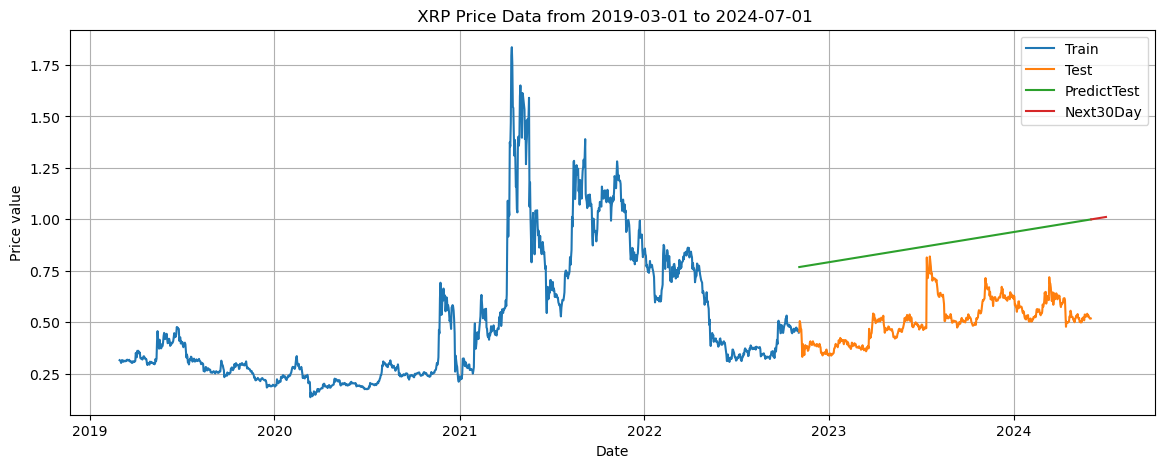 XRP Price Data from 2019-03-01 to 2024-07-01
Train
Test
PredictTest
Next30Day
Price value
1.75
1.50
1.25
1.00
0.75
0.50
0.25
2019
2020
2021
2022
2023
2024
Date